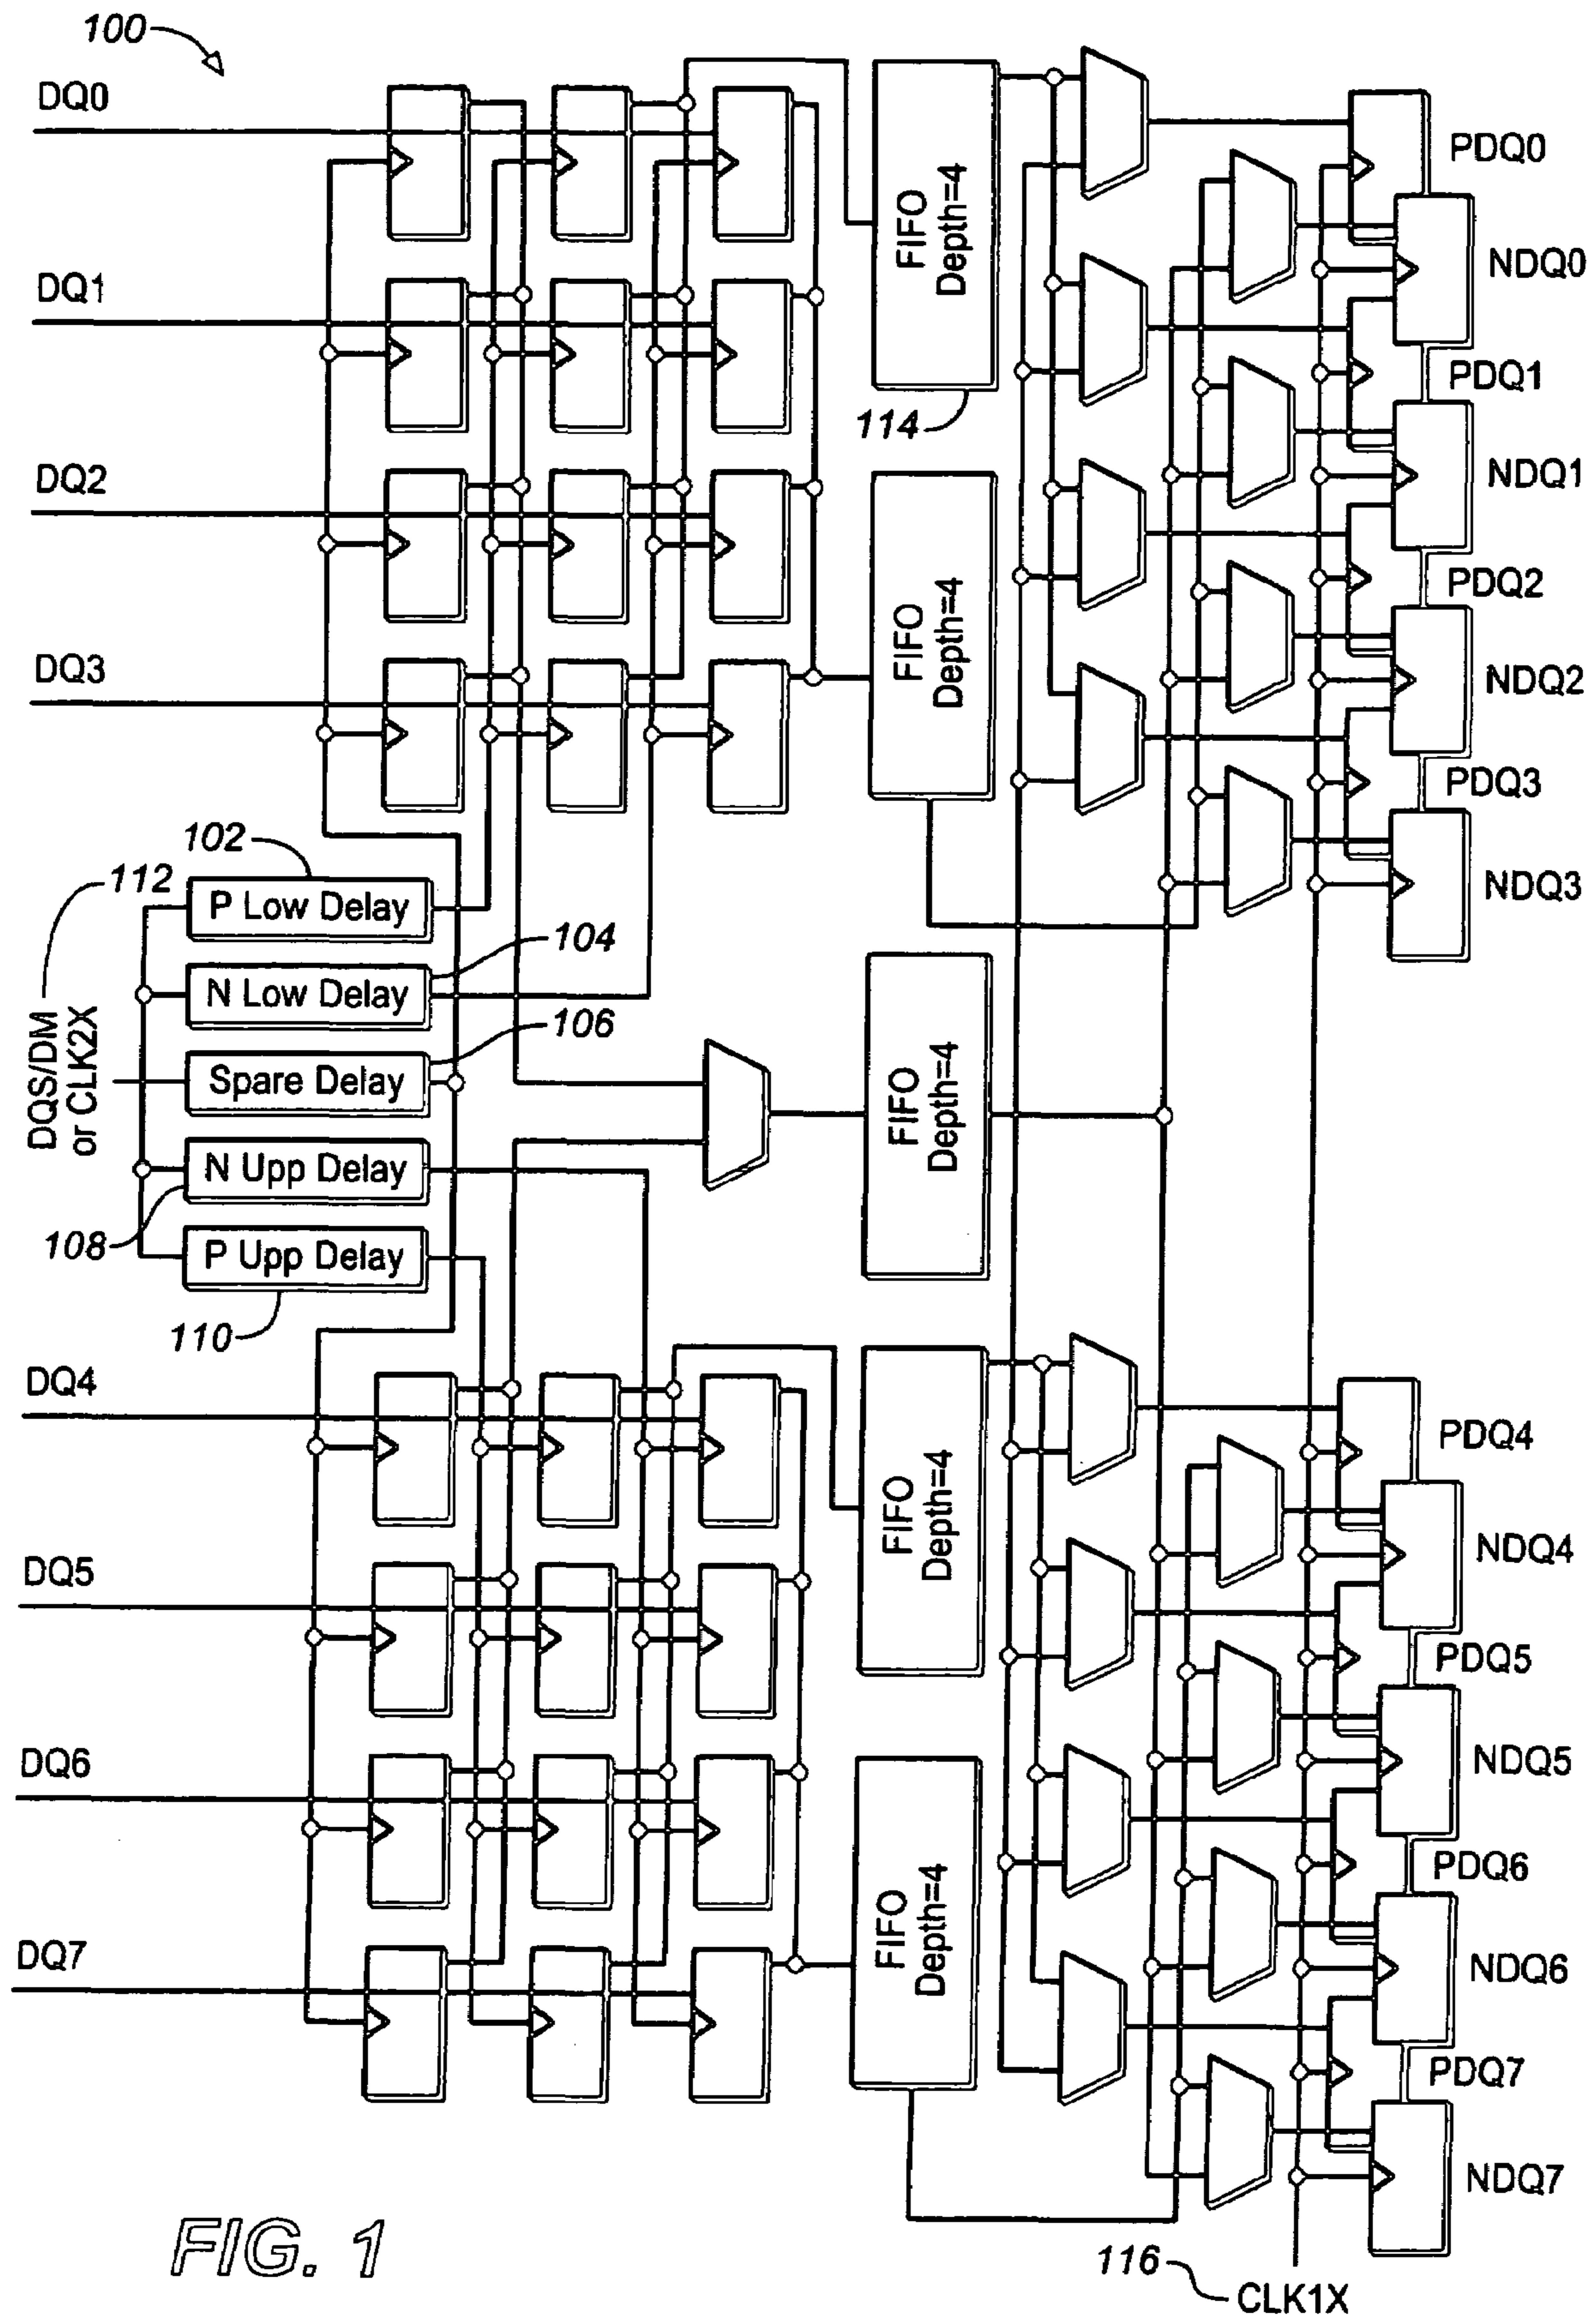 100
DQ0
DQ1
DQ2
DQ3
FIFO
Depth=4
114
FIFO
Depth=4
PDQ0
NDQ0
PDQ1
NDQ1
PDQ2
NDQ2
PDQ3
NDQ3
102
112
P Low Delay
104
N Low Delay
106
DQS/DM
or CLK2X
Spare Delay
N Upp Delay
108
P Upp Delay
110
FIFO
Depth=4
DQ4
DQ5
DQ6
DQ7
FIFO
Depth=4
FIFO
Depth=4
PDQ4
NDQ4
PDQ5
NDQ5
PDQ6
NDQ6
PDQ7
NDQ7
FIG. 1
116
CLK1X